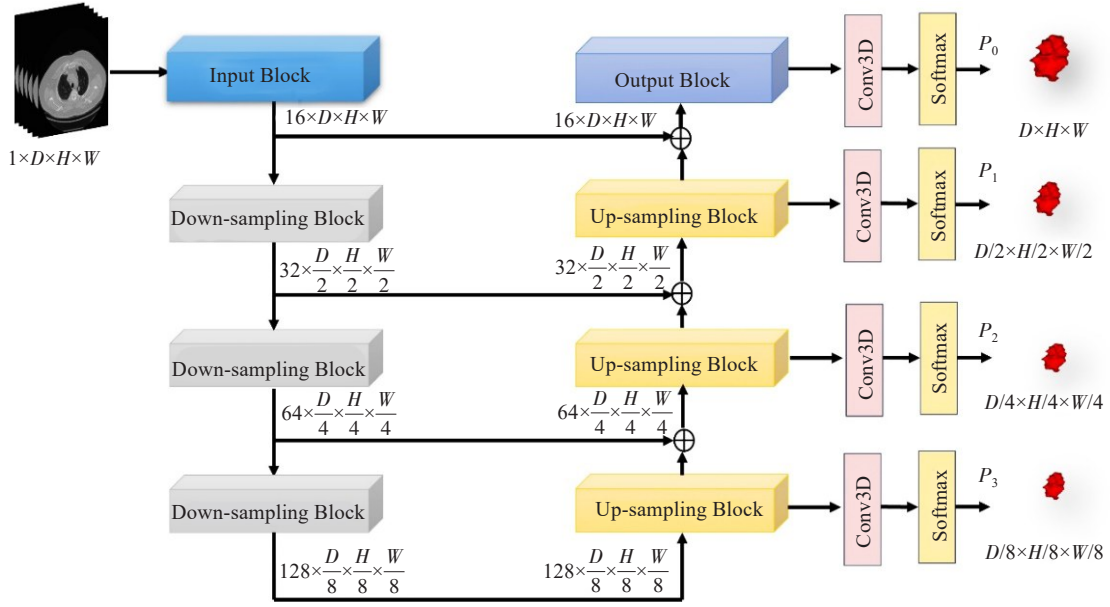 Input Block
Output Block
Conv3D
Softmax
P0
D×H×W
1×D×H×W
16×D×H×W
16×D×H×W
Down-sampling Block
Up-sampling Block
Conv3D
Softmax
P1
D/2×H/2×W/2
32×D/2×H/2×W/2
32×D/2×H/2×W/2
Down-sampling Block
Up-sampling Block
Conv3D
Softmax
P2
D/4×H/4×W/4
64×D/4×H/4×W/4
64×D/4×H/4×W/4
Down-sampling Block
Up-sampling Block
Conv3D
Softmax
P3
D/8×H/8×W/8
128×D/8×H/8×W/8
128×D/8×H/8×W/8